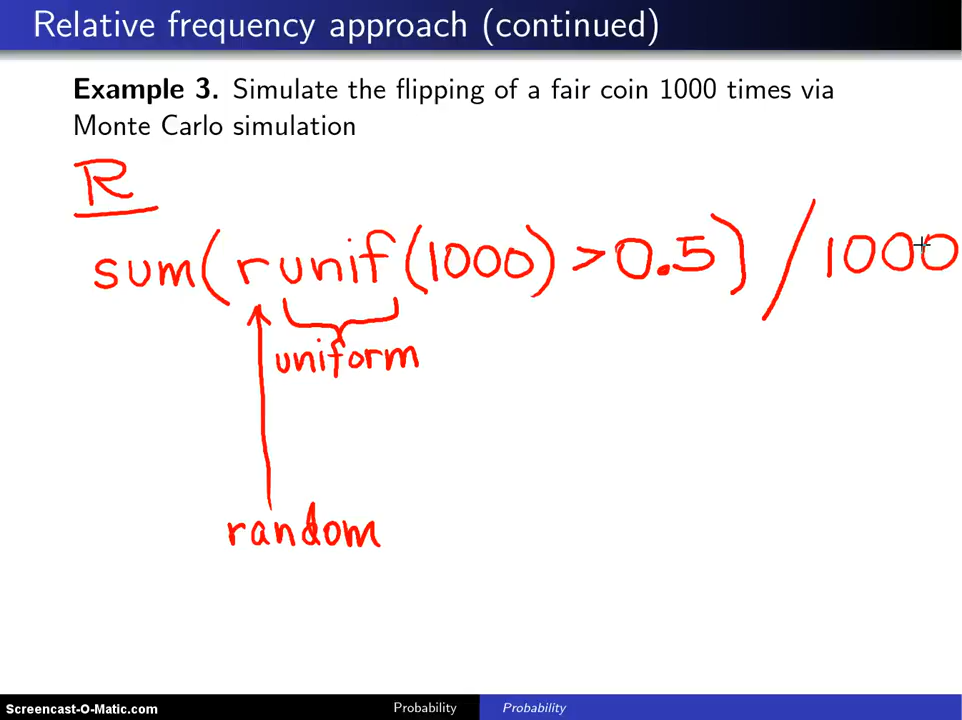 Relative frequency approach (continued)
Example 3. Simulate the flipping of a fair coin 1000 times via
Monte Carlo simulation
R
sum(runif(1000) >0.5) / 1000
uniform
random
Screencast-O-Matic.com
Probability
Probability